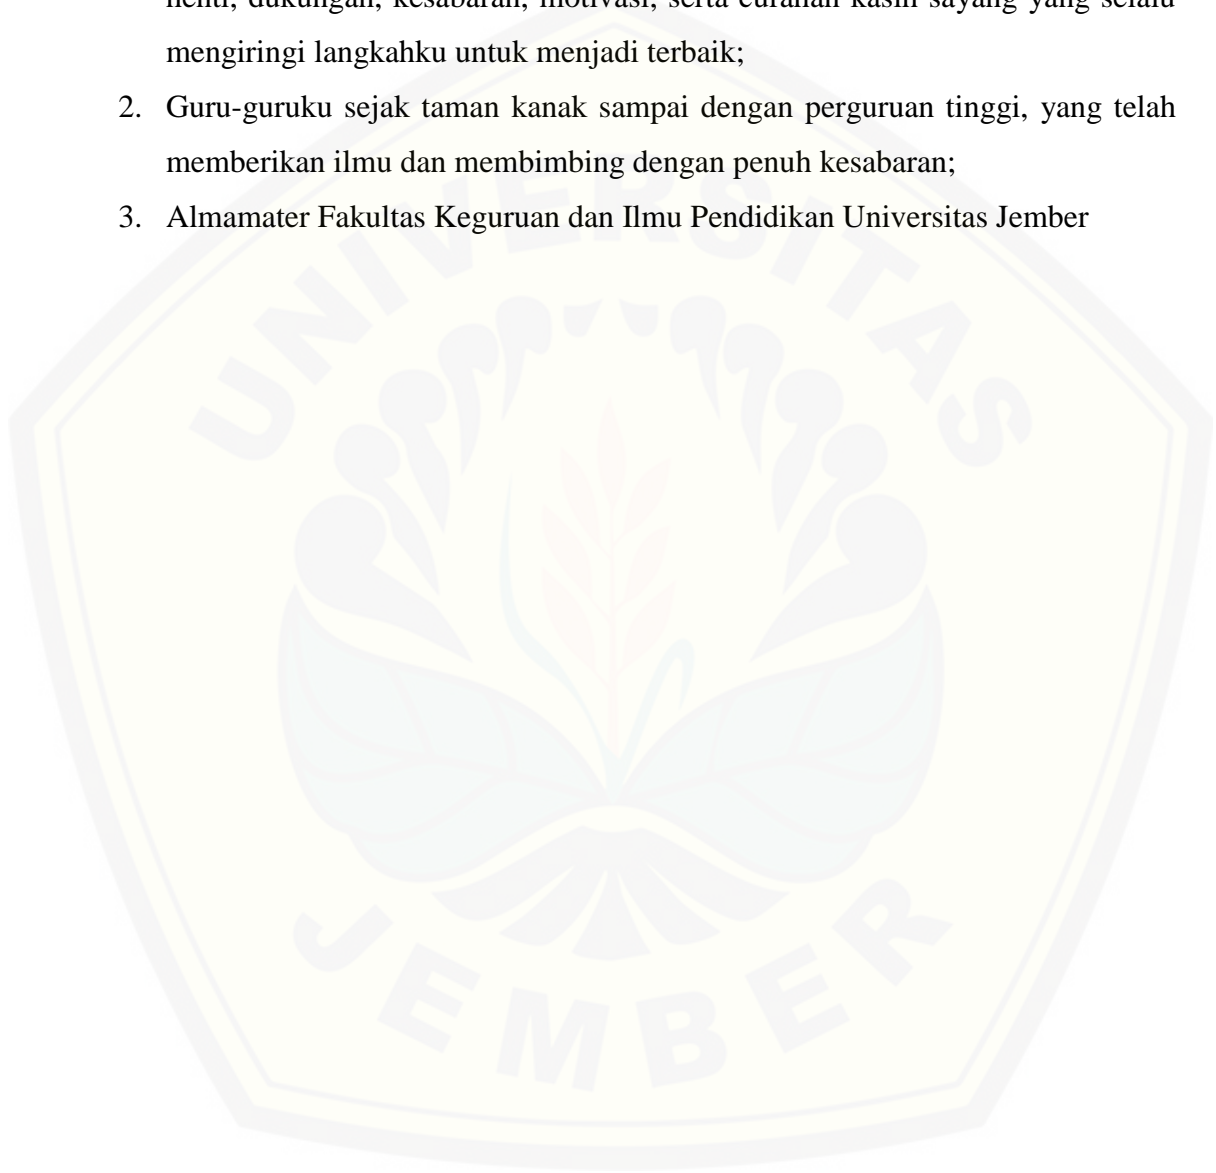 henti, dukungan, kesabaran, motivasi, serta curahan kasih sayang yang selalu
mengiringi langkahku untuk menjadi terbaik;
2. Guru-guruku sejak taman kanak sampai dengan perguruan tinggi, yang telah
memberikan ilmu dan membimbing dengan penuh kesabaran;
3. Almamater Fakultas Keguruan dan Ilmu Pendidikan Universitas Jember
UNIVERSITAS
JEMBER